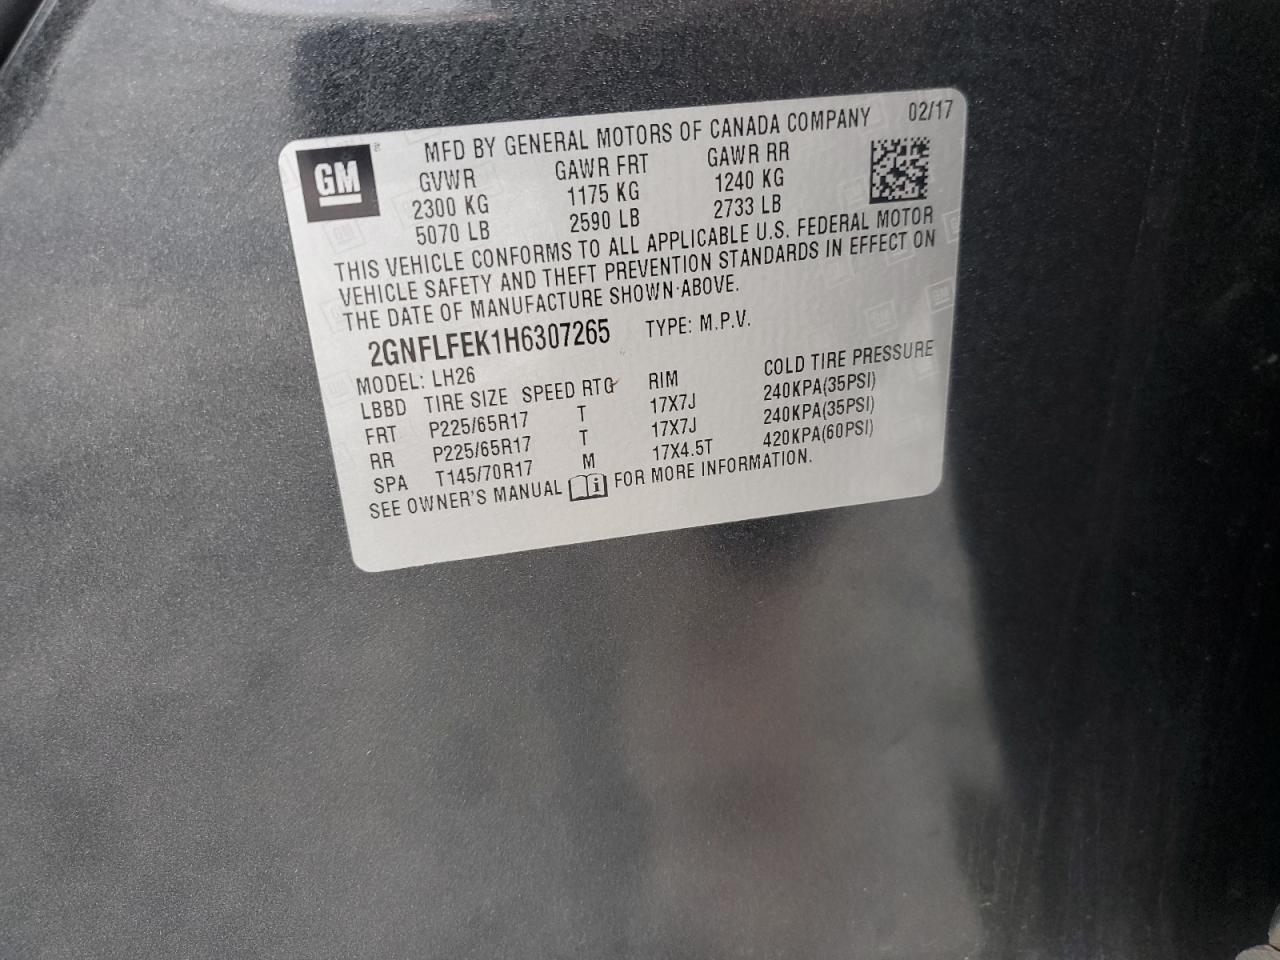 GM
MFD BY GENERAL MOTORS OF CANADA COMPANY 02/17
GVWR GAWR FRT GAWR RR
2300 KG 1175 KG 1240 KG
5070 LB 2590 LB 2733 LB
THIS VEHICLE CONFORMS TO ALL APPLICABLE U.S. FEDERAL MOTOR
VEHICLE SAFETY AND THEFT PREVENTION STANDARDS IN EFFECT ON
THE DATE OF MANUFACTURE SHOWN ABOVE.
2GNFLFEK1H6307265 TYPE: M.P.V.
MODEL: LH26
LBBD TIRE SIZE SPEED RTG RIM COLD TIRE PRESSURE
FRT P225/65R17 T 17X7J 240KPA(35PSI)
RR P225/65R17 T 17X7J 240KPA(35PSI)
SPA T145/70R17 M 17X4.5T 420KPA(60PSI)
SEE OWNER'S MANUAL i FOR MORE INFORMATION.